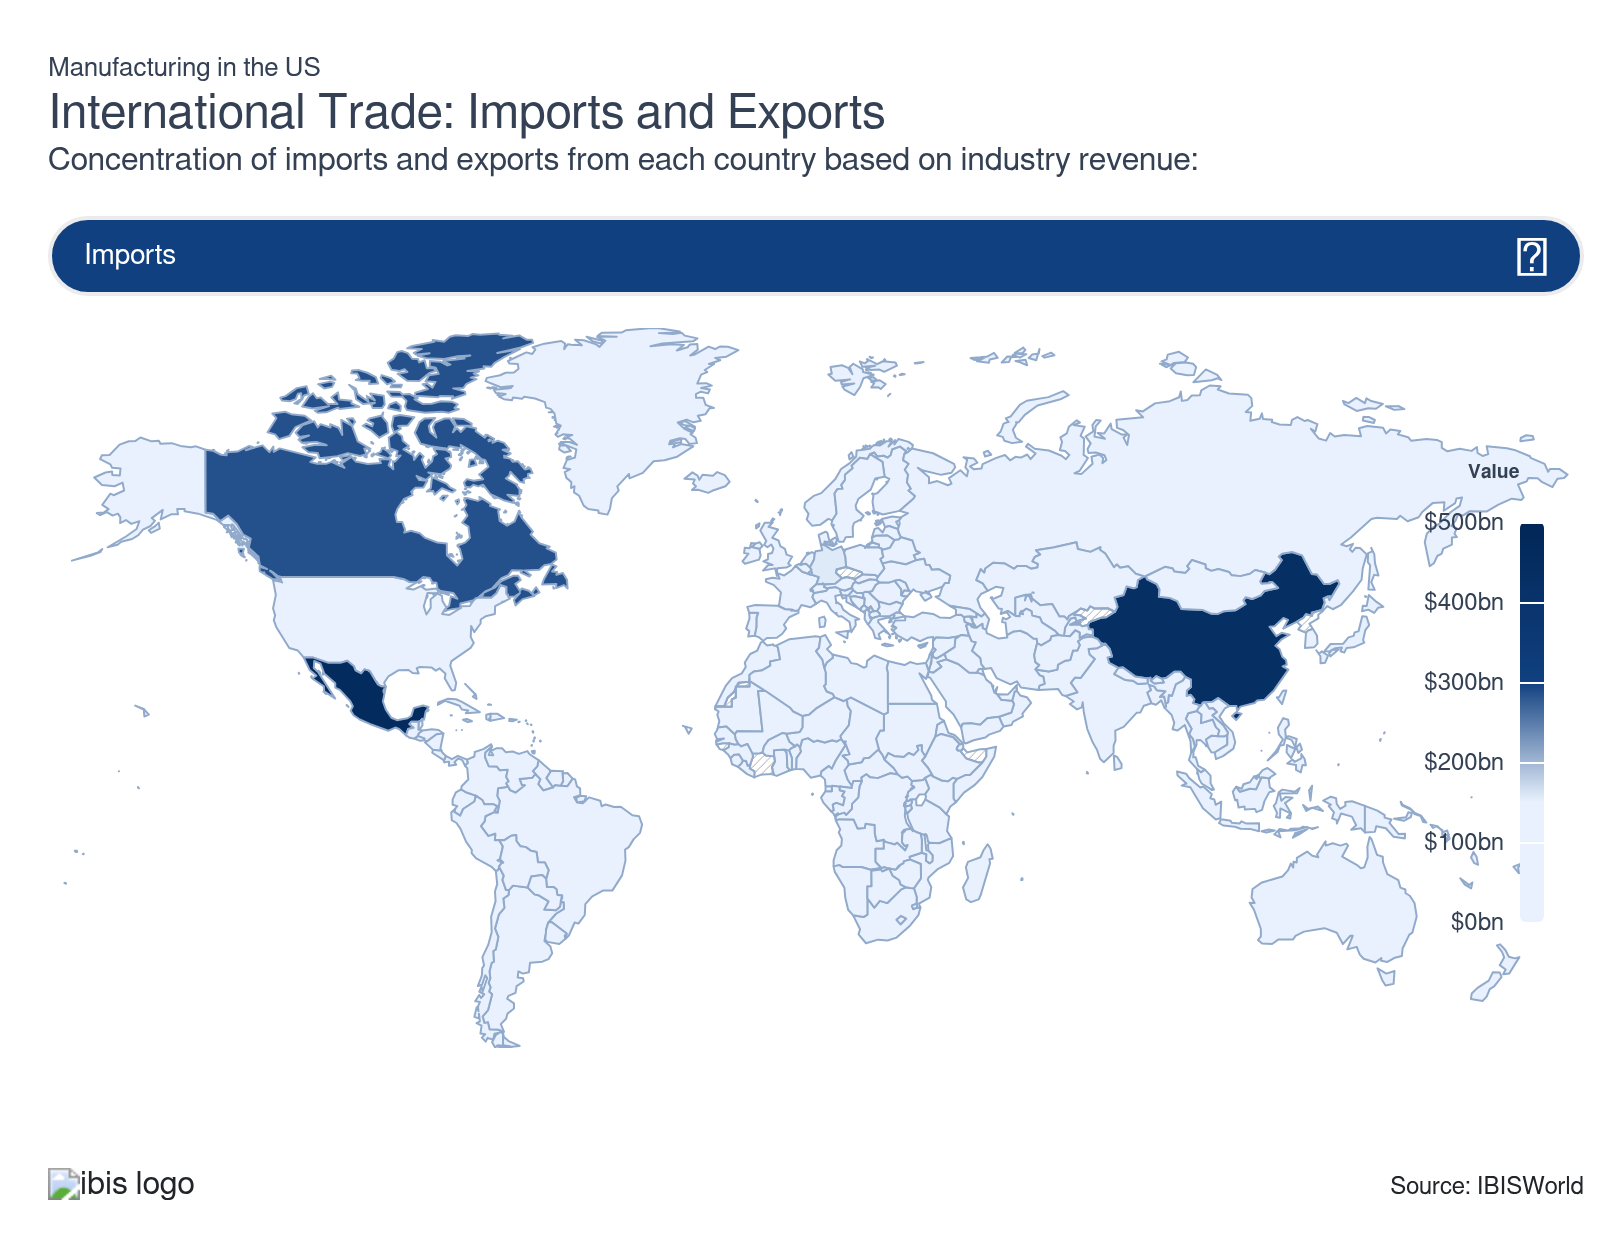 Manufacturing in the US
International Trade: Imports and Exports
Concentration of imports and exports from each country based on industry revenue:
Imports
Value
$500bn
$400bn
$300bn
$200bn
$100bn
$0bn
ibis logo
Source: IBISWorld